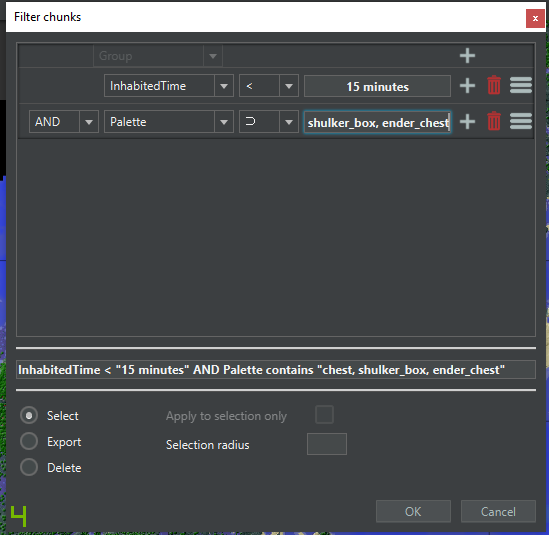 Filter chunks
x
Group
InhabitedTime < 15 minutes
AND Palette ⊃ shulker_box, ender_chest
InhabitedTime < "15 minutes" AND Palette contains "chest, shulker_box, ender_chest"
Select Apply to selection only
Export Selection radius
Delete
4 OK Cancel